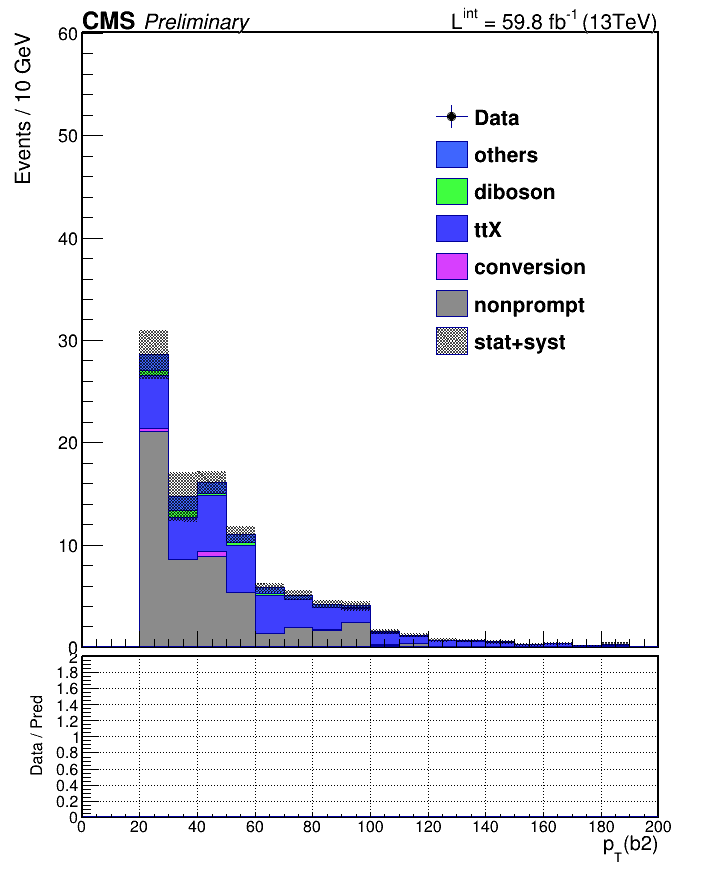 CMS Preliminary
L^int = 59.8 fb^-1 (13TeV)
Events / 10 GeV
60
50
40
30
20
10
0
Data
others
diboson
ttX
conversion
nonprompt
stat+syst
Data / Pred
2
1.8
1.6
1.4
1.2
1
0.8
0.6
0.4
0.2
0
0 20 40 60 80 100 120 140 160 180 200
p_T(b2)